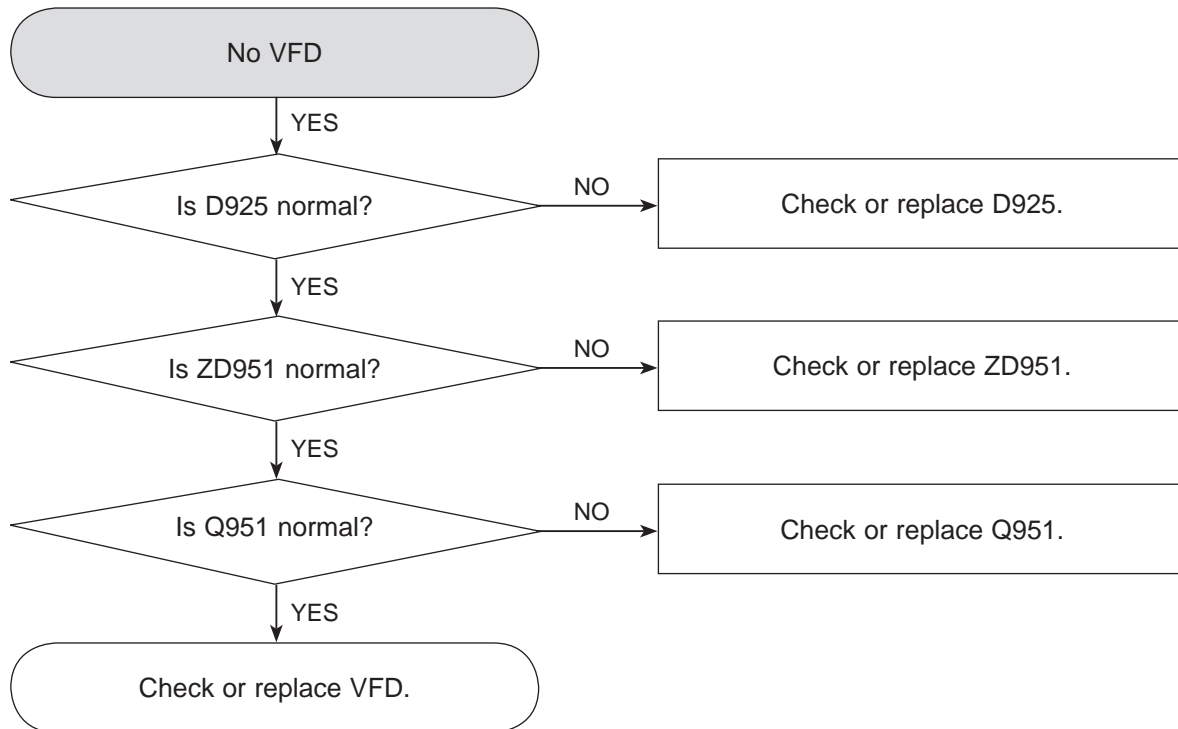 No VFD
YES
Is D925 normal?
NO
Check or replace D925.
YES
Is ZD951 normal?
NO
Check or replace ZD951.
YES
Is Q951 normal?
NO
Check or replace Q951.
YES
Check or replace VFD.